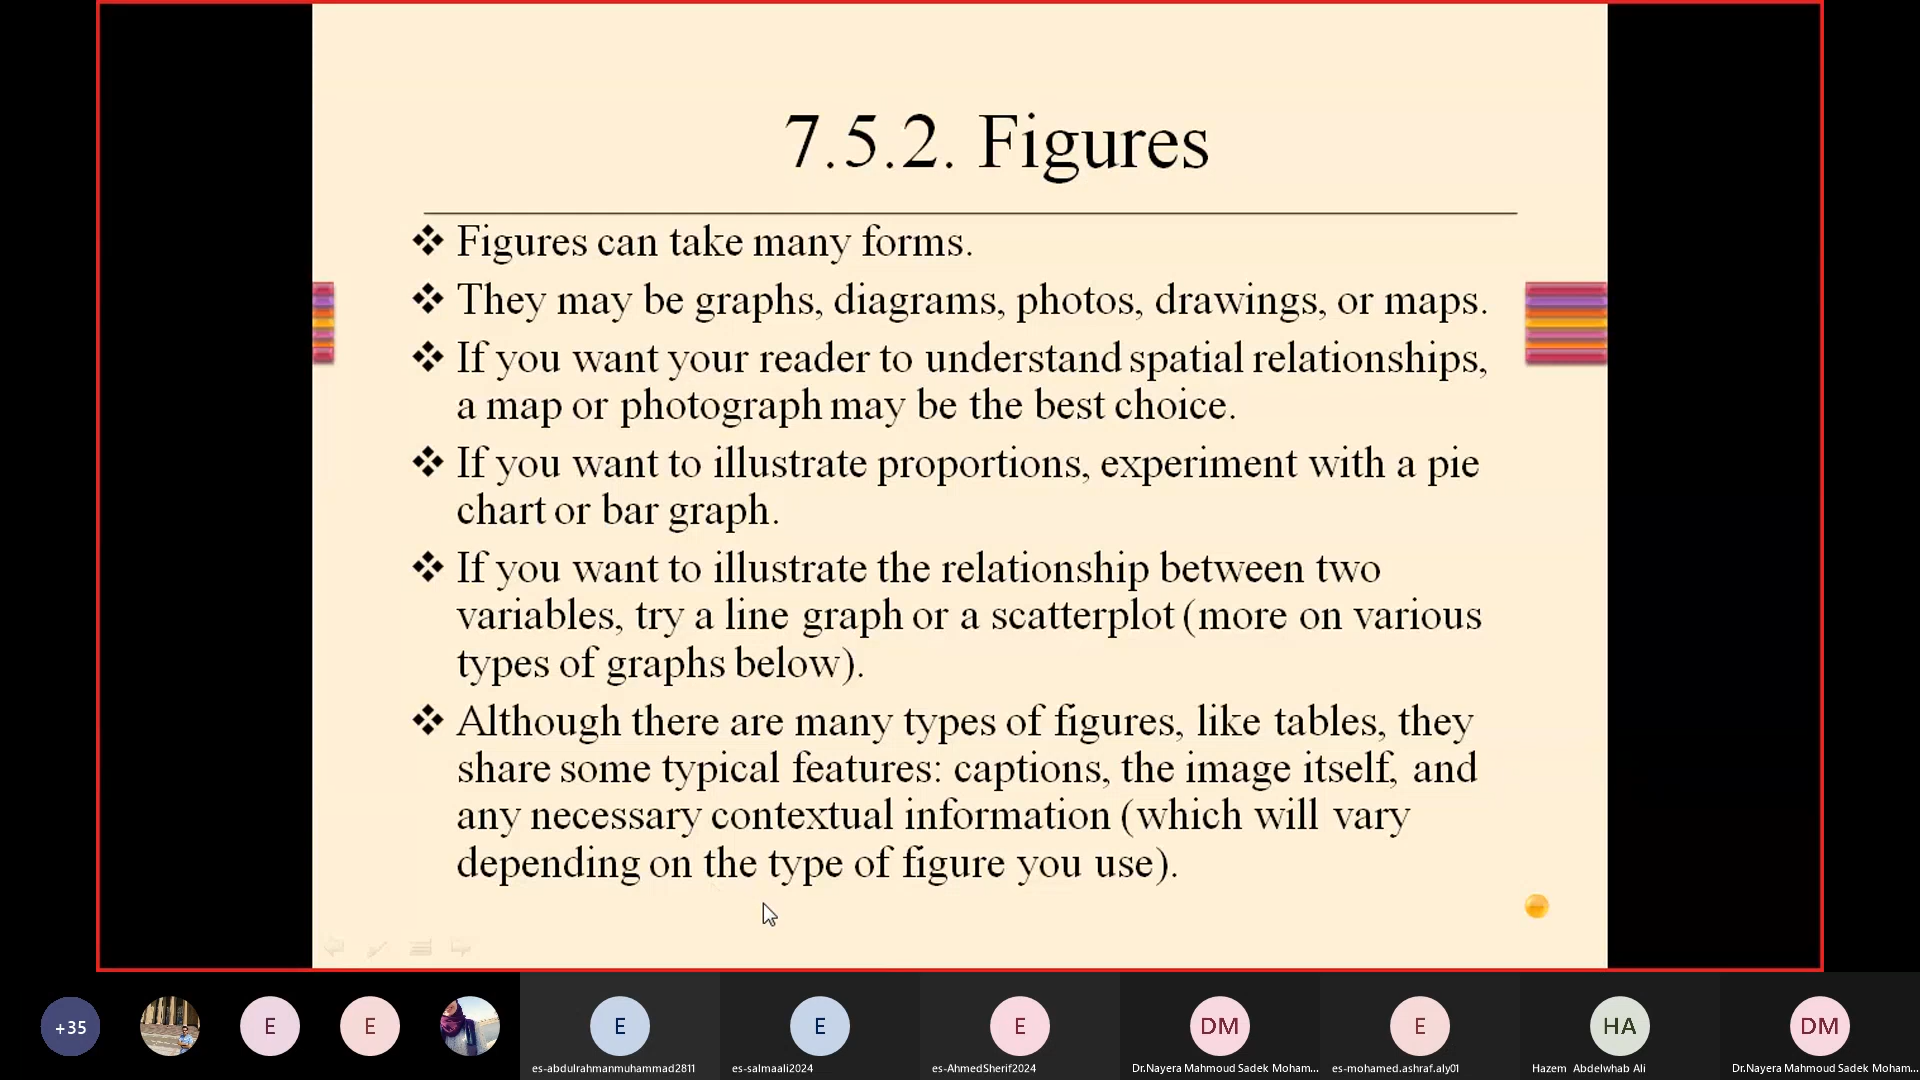 7.5.2. Figures
❖ Figures can take many forms.
❖ They may be graphs, diagrams, photos, drawings, or maps.
❖ If you want your reader to understand spatial relationships,
a map or photograph may be the best choice.
❖ If you want to illustrate proportions, experiment with a pie
chart or bar graph.
❖ If you want to illustrate the relationship between two
variables, try a line graph or a scatterplot (more on various
types of graphs below).
❖ Although there are many types of figures, like tables, they
share some typical features: captions, the image itself, and
any necessary contextual information (which will vary
depending on the type of figure you use).
+35 E E E E E DM E HA DM
es-abdulrahmanmuhammad2811 es-salmaali2024 es-AhmedSherif2024 Dr.Nayera Mahmoud Sadek Moham... es-mohamed.ashraf.aly01 Hazem Abdelwhab Ali Dr.Nayera Mahmoud Sadek Moham...